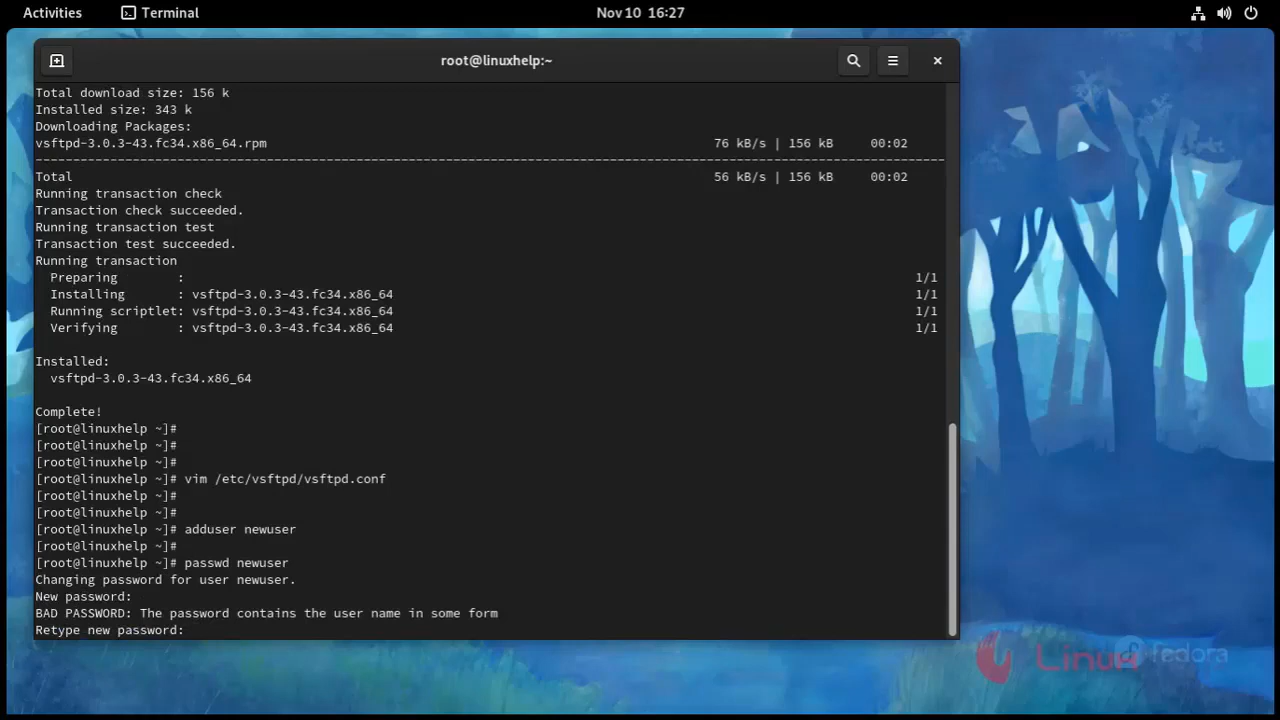 Activities Terminal Nov 10 16:27
root@linuxhelp:~
Total download size: 156 k
Installed size: 343 k
Downloading Packages:
vsftpd-3.0.3-43.fc34.x86_64.rpm 76 kB/s | 156 kB 00:02
--------------------------------------------------------------------------------
Total 56 kB/s | 156 kB 00:02
Running transaction check
Transaction check succeeded.
Running transaction test
Transaction test succeeded.
Running transaction
Preparing : 1/1
Installing : vsftpd-3.0.3-43.fc34.x86_64 1/1
Running scriptlet: vsftpd-3.0.3-43.fc34.x86_64 1/1
Verifying : vsftpd-3.0.3-43.fc34.x86_64 1/1
Installed:
vsftpd-3.0.3-43.fc34.x86_64
Complete!
[root@linuxhelp ~]#
[root@linuxhelp ~]#
[root@linuxhelp ~]#
[root@linuxhelp ~]# vim /etc/vsftpd/vsftpd.conf
[root@linuxhelp ~]#
[root@linuxhelp ~]#
[root@linuxhelp ~]# adduser newuser
[root@linuxhelp ~]#
[root@linuxhelp ~]# passwd newuser
Changing password for user newuser.
New password:
BAD PASSWORD: The password contains the user name in some form
Retype new password:
Linux fedora